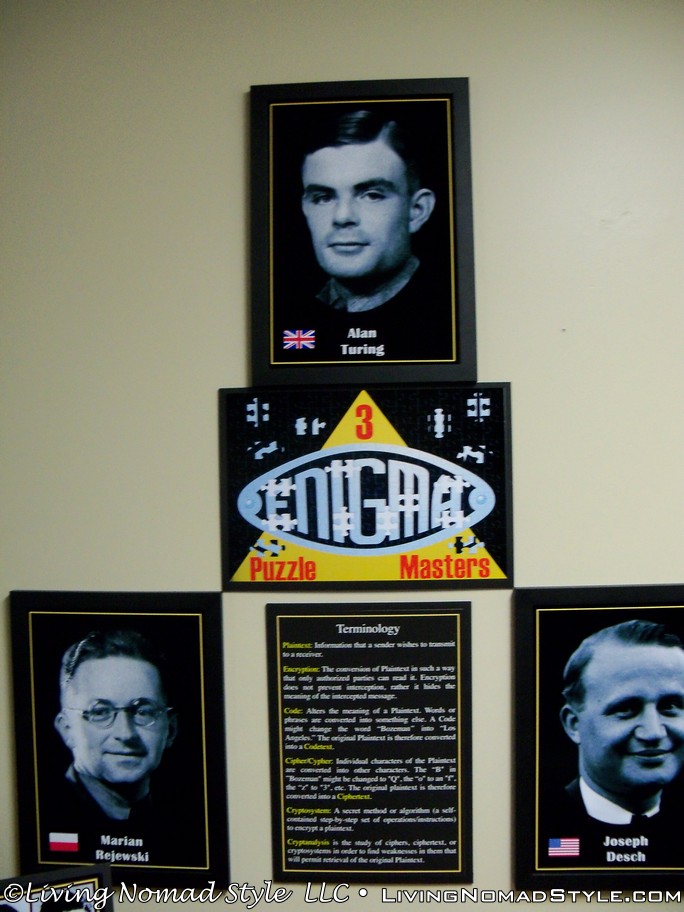 Alan
Turing
3
ENIGMA
Puzzle Masters
Terminology
Plaintext: Information that a sender wishes to transmit
to a receiver.
Encryption: The conversion of Plaintext in such a way
that only authorized parties can read it. Encryption
does not prevent interception, rather it hides the
meaning of the intercepted message.
Code: Alters the meaning of a Plaintext. Words or
phrases are converted into something else. A Code
might change the word "Bozeman" into "Los
Angeles." The original Plaintext is therefore converted
into a Codetext.
Cipher/Cypher: Individual characters of the Plaintext
are converted into other characters. The "B" in
"Bozeman" might be changed to "Q", the "o" to an "f",
the "z" to "3", etc. The original plaintext is therefore
converted into a Ciphertext.
Cryptosystem: A secret method or algorithm (a self-
contained step-by-step set of operations/instructions)
to encrypt a plaintext.
Cryptanalysis is the study of ciphers, ciphertext, or
cryptosystems in order to find weaknesses in them that
will permit retrieval of the original Plaintext.
Marian
Rejewski
Joseph
Desch
©Living Nomad Style LLC • LivingNomadStyle.com